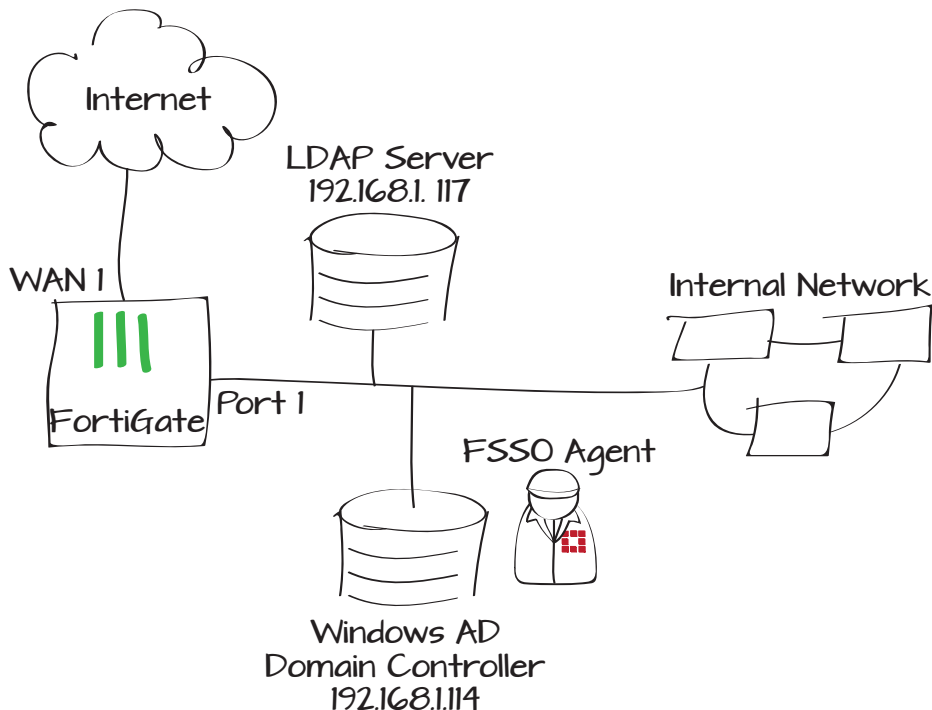 Internet
LDAP Server
192.168.1. 117
WAN 1
Internal Network
FortiGate
Port 1
FSSO Agent
Windows AD
Domain Controller
192.168.1.114